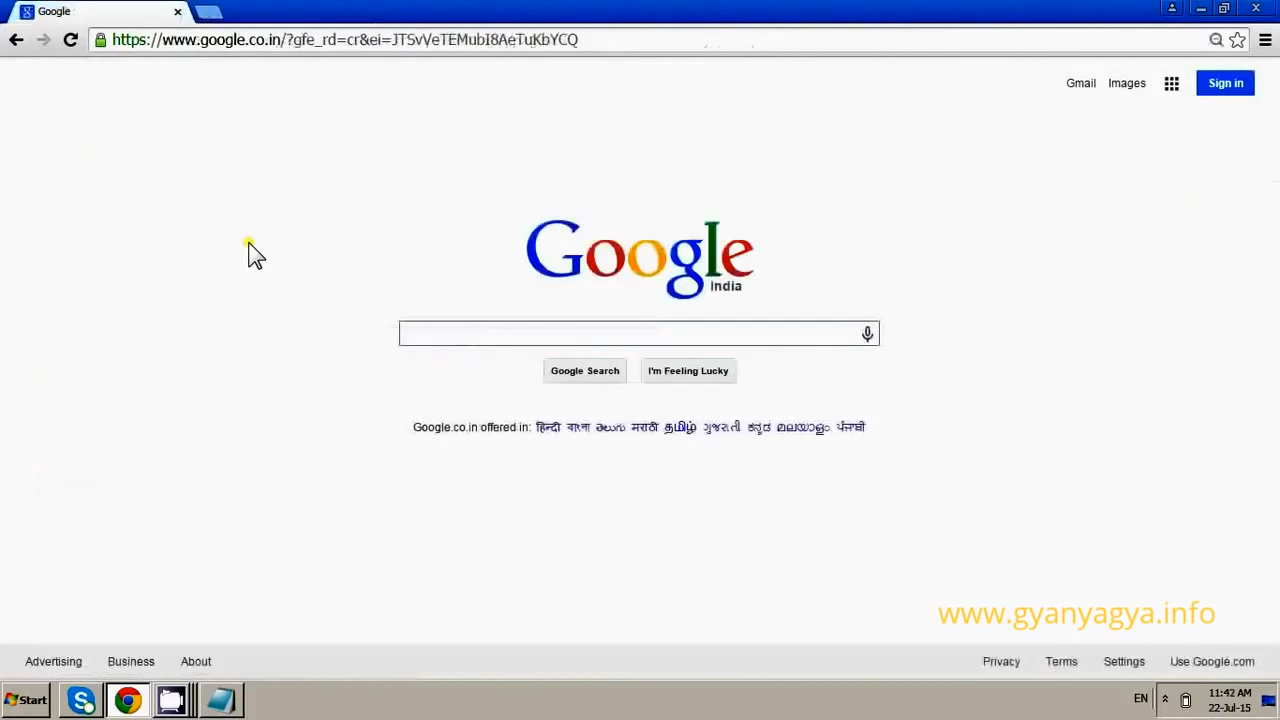 Google
https://www.google.co.in/?gfe_rd=cr&ei=JTSvVeTEMubI8AeTuKbYCQ
Gmail Images Sign in
Google
India
Google Search I'm Feeling Lucky
Google.co.in offered in: हिन्दी বাংলা తెలుగు मराठी தமிழ் ગુજરાતી ಕನ್ನಡ മലയാളം ਪੰਜਾਬੀ
www.gyanyagya.info
Advertising Business About Privacy Terms Settings Use Google.com
Start EN 11:42 AM
22-Jul-15